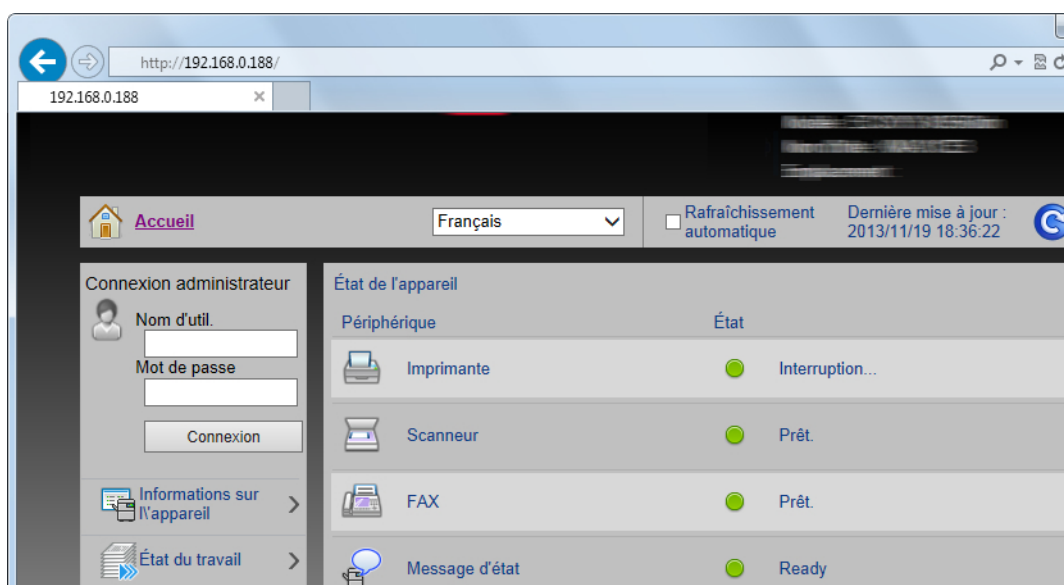 http://192.168.0.188/
192.168.0.188
Accueil
Français
Rafraîchissement
automatique
Dernière mise à jour :
2013/11/19 18:36:22
Connexion administrateur
Nom d'util.
Mot de passe
Connexion
Informations sur
l\'appareil
État du travail
État de l'appareil
Périphérique État
Imprimante Interruption...
Scanneur Prêt.
FAX Prêt.
Message d'état Ready